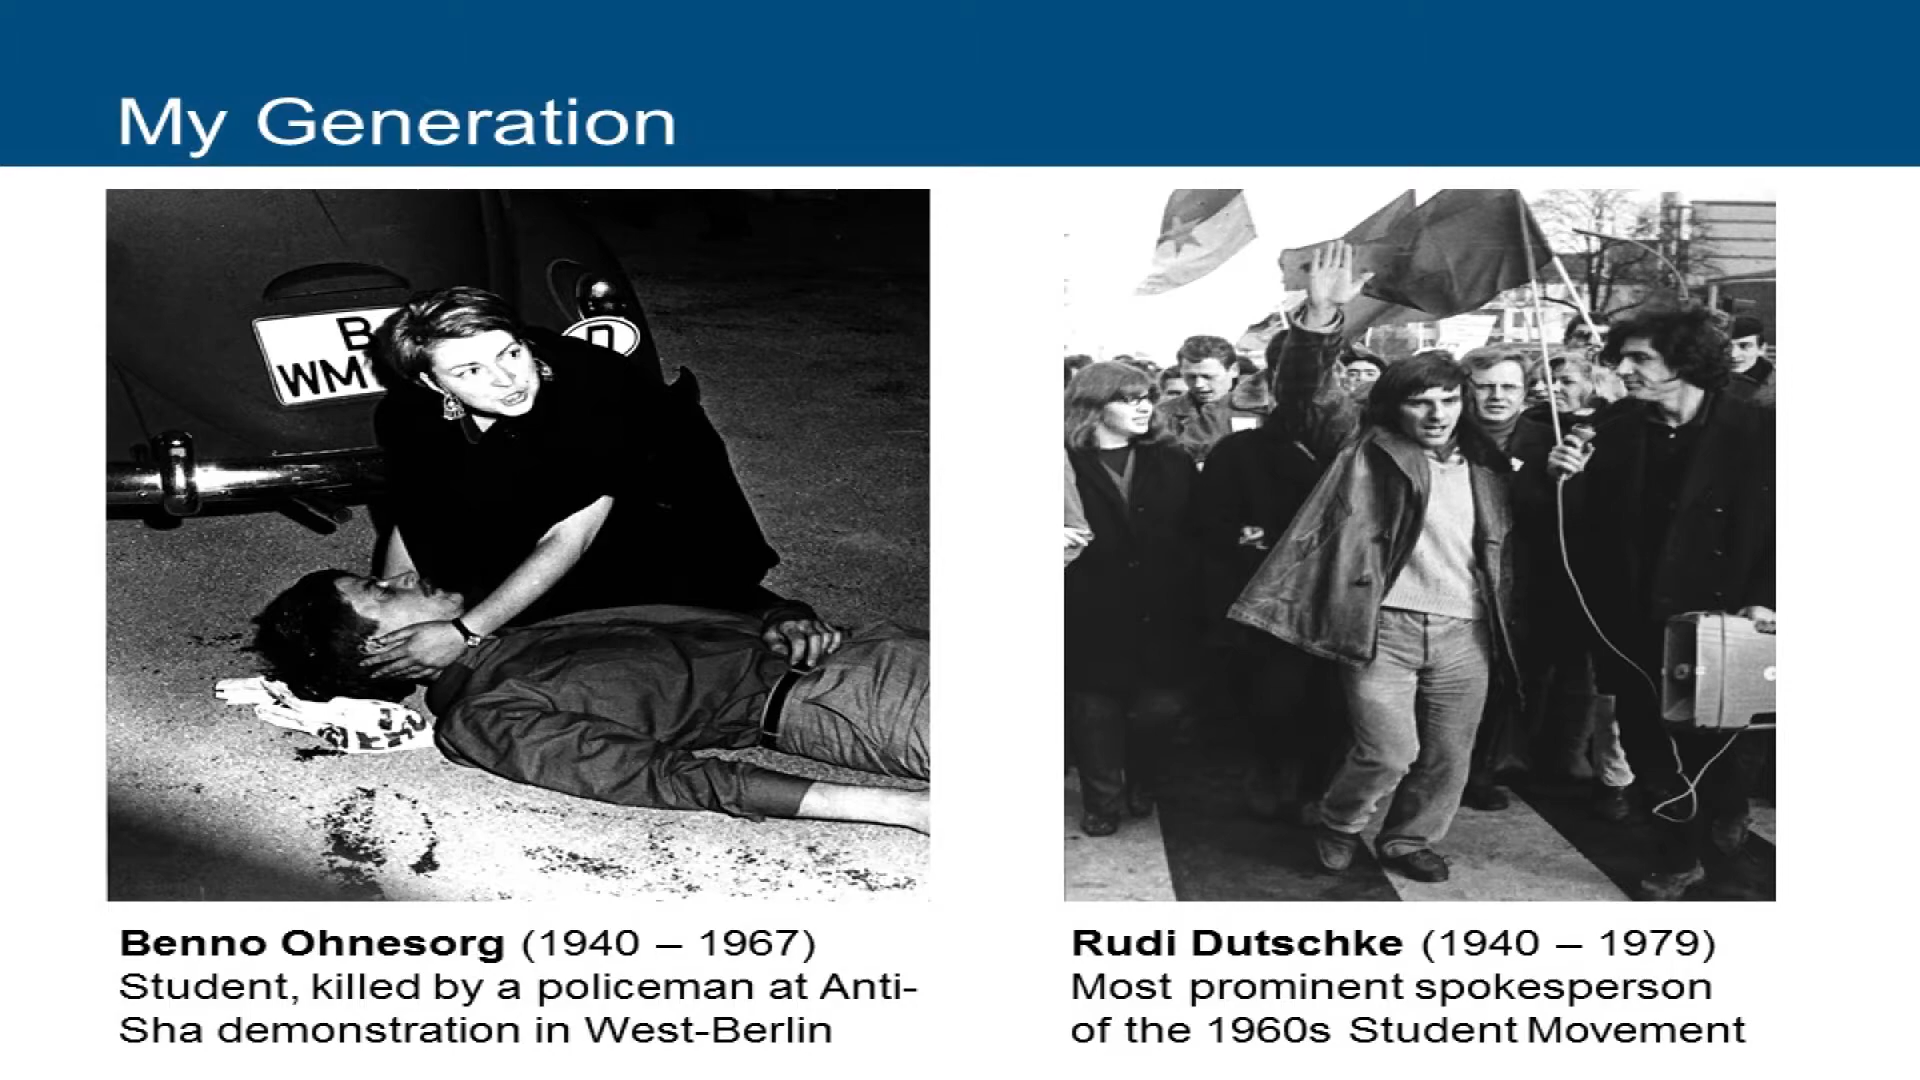 My Generation
B
WM
D
Benno Ohnesorg (1940 – 1967)
Student, killed by a policeman at Anti-
Sha demonstration in West-Berlin
Rudi Dutschke (1940 – 1979)
Most prominent spokesperson
of the 1960s Student Movement